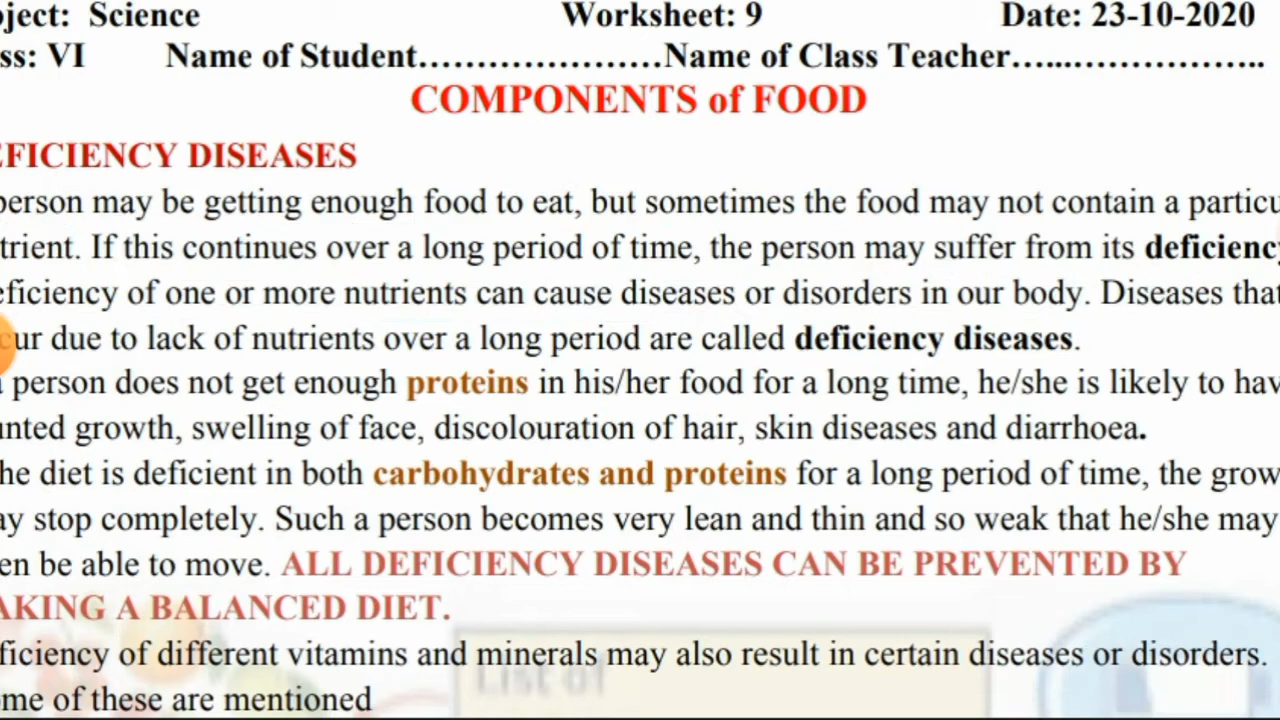 ject: Science Worksheet: 9 Date: 23-10-2020
ss: VI Name of Student.....................Name of Class Teacher…...……………..
COMPONENTS of FOOD
EFICIENCY DISEASES
person may be getting enough food to eat, but sometimes the food may not contain a particu
trient. If this continues over a long period of time, the person may suffer from its deficiency
eficiency of one or more nutrients can cause diseases or disorders in our body. Diseases that
cur due to lack of nutrients over a long period are called deficiency diseases.
a person does not get enough proteins in his/her food for a long time, he/she is likely to hav
unted growth, swelling of face, discolouration of hair, skin diseases and diarrhoea.
he diet is deficient in both carbohydrates and proteins for a long period of time, the grow
ay stop completely. Such a person becomes very lean and thin and so weak that he/she may
en be able to move. ALL DEFICIENCY DISEASES CAN BE PREVENTED BY
AKING A BALANCED DIET.
ficiency of different vitamins and minerals may also result in certain diseases or disorders.
List of
ome of these are mentioned